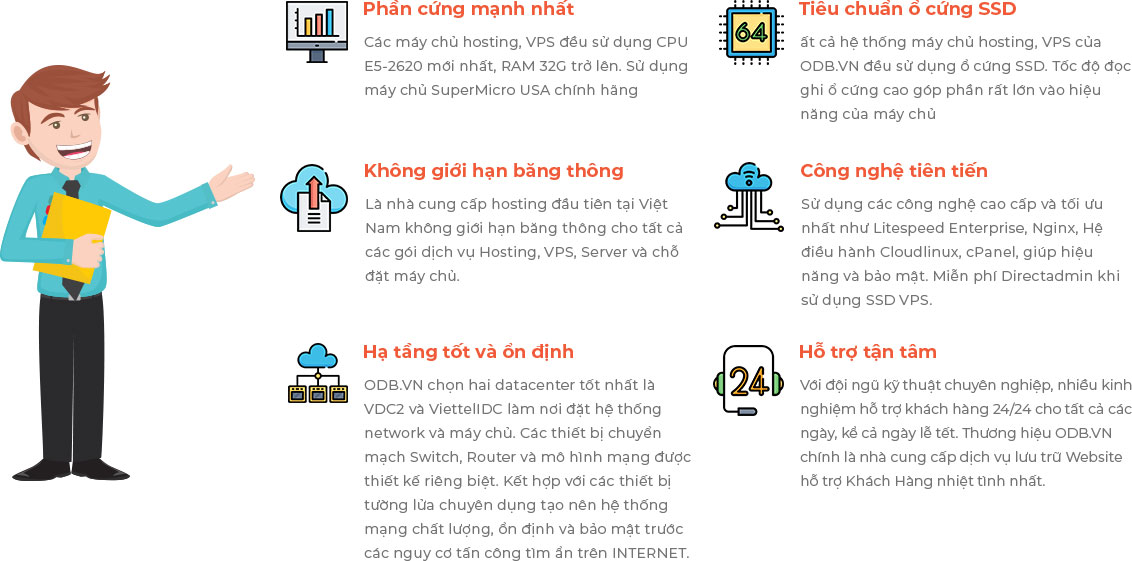 Phần cứng mạnh nhất
Các máy chủ hosting, VPS đều sử dụng CPU
E5-2620 mới nhất, RAM 32G trở lên. Sử dụng
máy chủ SuperMicro USA chính hãng
Tiêu chuẩn ổ cứng SSD
ất cả hệ thống máy chủ hosting, VPS của
ODB.VN đều sử dụng ổ cứng SSD. Tốc độ đọc
ghi ổ cứng cao góp phần rất lớn vào hiệu
năng của máy chủ
64
Không giới hạn băng thông
Là nhà cung cấp hosting đầu tiên tại Việt
Nam không giới hạn băng thông cho tất cả
các gói dịch vụ Hosting, VPS, Server và chỗ
đặt máy chủ.
Công nghệ tiên tiến
Sử dụng các công nghệ cao cấp và tối ưu
nhất như Litespeed Enterprise, Nginx, Hệ
điều hành Cloudlinux, cPanel, giúp hiệu
năng và bảo mật. Miễn phí Directadmin khi
sử dụng SSD VPS.
Hạ tầng tốt và ổn định
ODB.VN chọn hai datacenter tốt nhất là
VDC2 và ViettelIDC làm nơi đặt hệ thống
network và máy chủ. Các thiết bị chuyển
mạch Switch, Router và mô hình mạng được
thiết kế riêng biệt. Kết hợp với các thiết bị
tường lửa chuyên dụng tạo nên hệ thống
mạng chất lượng, ổn định và bảo mật trước
các nguy cơ tấn công tìm ẩn trên INTERNET.
Hỗ trợ tận tâm
24
Với đội ngũ kỹ thuật chuyên nghiệp, nhiều kinh
nghiệm hỗ trợ khách hàng 24/24 cho tất cả các
ngày, kể cả ngày lễ tết. Thương hiệu ODB.VN
chính là nhà cung cấp dịch vụ lưu trữ Website
hỗ trợ Khách Hàng nhiệt tình nhất.